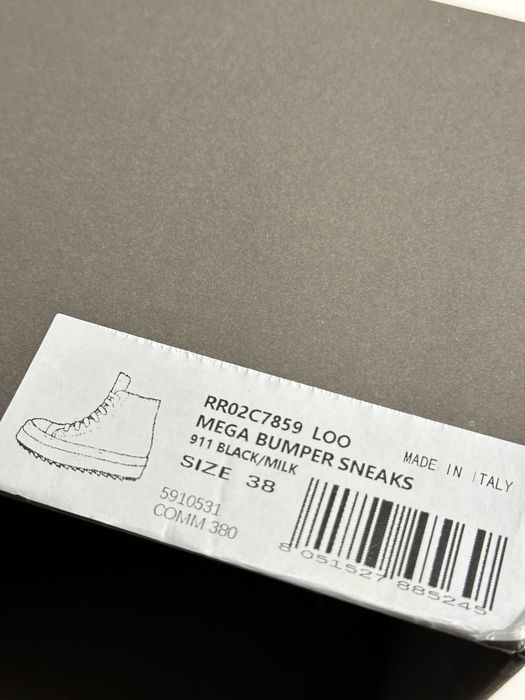 RR02C7859 LOO
MEGA BUMPER SNEAKS
911 BLACK/MILK
MADE IN ITALY
SIZE 38
5910531
COMM 380
8 051527 885245